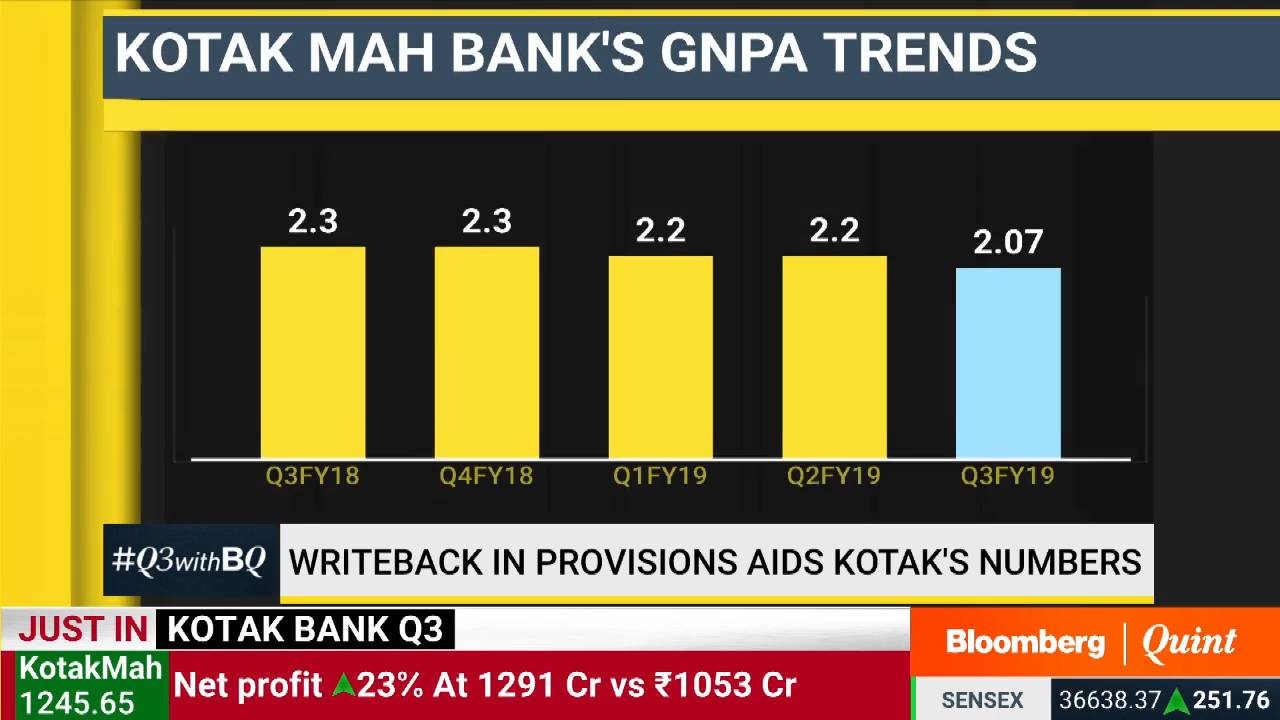 KOTAK MAH BANK'S GNPA TRENDS
2.3 2.3 2.2 2.2 2.07
Q3FY18 Q4FY18 Q1FY19 Q2FY19 Q3FY19
#Q3withBQ WRITEBACK IN PROVISIONS AIDS KOTAK'S NUMBERS
JUST IN KOTAK BANK Q3
Bloomberg | Quint
KotakMah
1245.65
Net profit ▲23% At 1291 Cr vs ₹1053 Cr
SENSEX 36638.37▲251.76